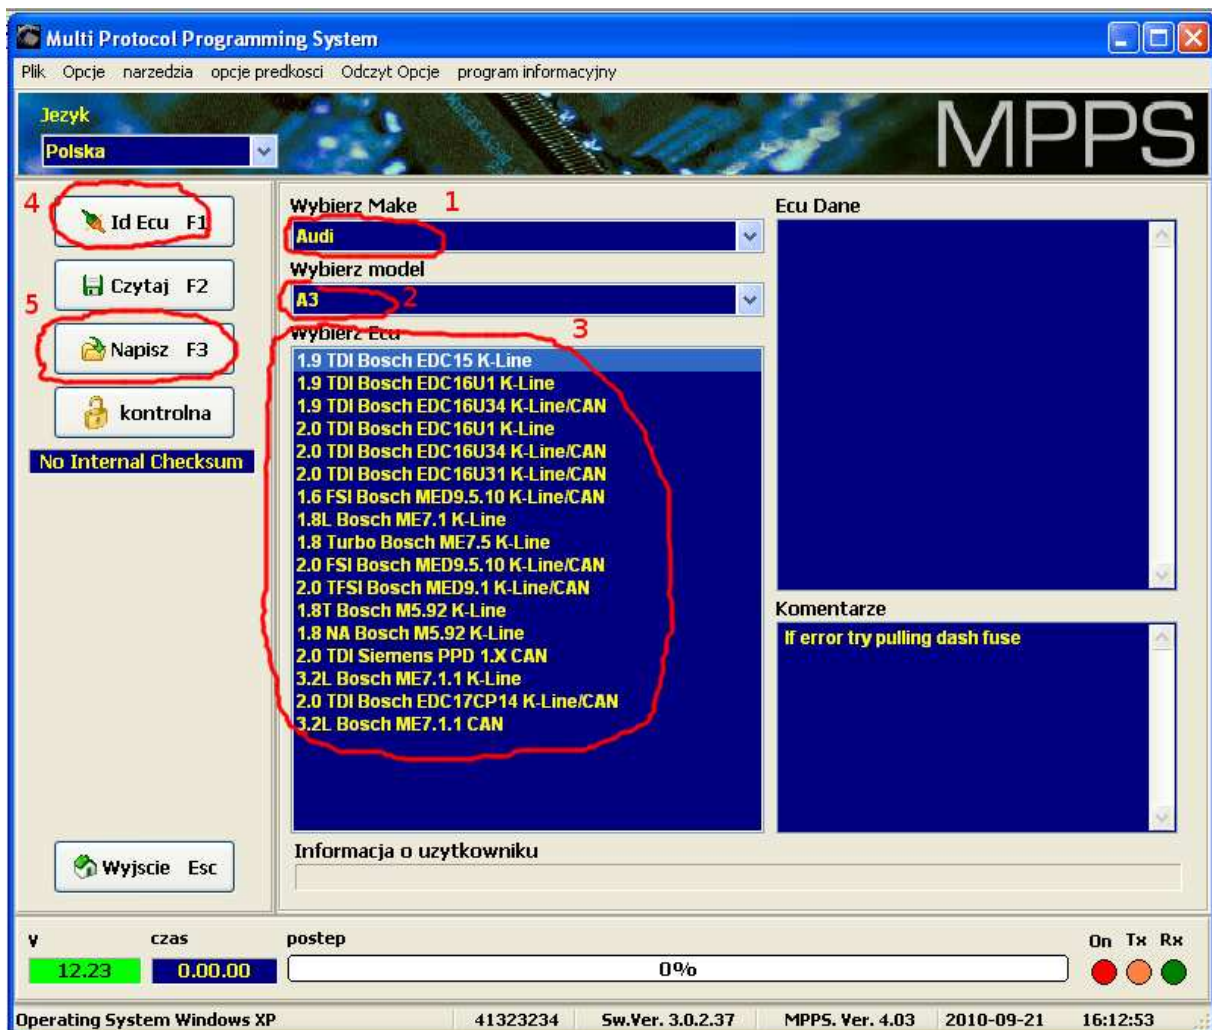 Multi Protocol Programming System
Plik Opcje narzedzia opcje predkosci Odczyt Opcje program informacyjny
Jezyk
Polska
MPPS
4
Id Ecu F1
Czytaj F2
5
Napisz F3
kontrolna
No Internal Checksum
Wyjscie Esc
Wybierz Make 1
Audi
Wybierz model
A3 2
Wybierz Ecu 3
1.9 TDI Bosch EDC15 K-Line
1.9 TDI Bosch EDC16U1 K-Line
1.9 TDI Bosch EDC16U34 K-Line/CAN
2.0 TDI Bosch EDC16U1 K-Line
2.0 TDI Bosch EDC16U34 K-Line/CAN
2.0 TDI Bosch EDC16U31 K-Line/CAN
1.6 FSI Bosch MED9.5.10 K-Line/CAN
1.8L Bosch ME7.1 K-Line
1.8 Turbo Bosch ME7.5 K-Line
2.0 FSI Bosch MED9.5.10 K-Line/CAN
2.0 TFSI Bosch MED9.1 K-Line/CAN
1.8T Bosch M5.92 K-Line
1.8 NA Bosch M5.92 K-Line
2.0 TDI Siemens PPD 1.X CAN
3.2L Bosch ME7.1.1 K-Line
2.0 TDI Bosch EDC17CP14 K-Line/CAN
3.2L Bosch ME7.1.1 CAN
Ecu Dane
Komentarze
If error try pulling dash fuse
Informacja o uzytkowniku
v czas postep On Tx Rx
12.23 0.00.00 0%
Operating System Windows XP 41323234 Sw.Ver. 3.0.2.37 MPPS. Ver. 4.03 2010-09-21 16:12:53